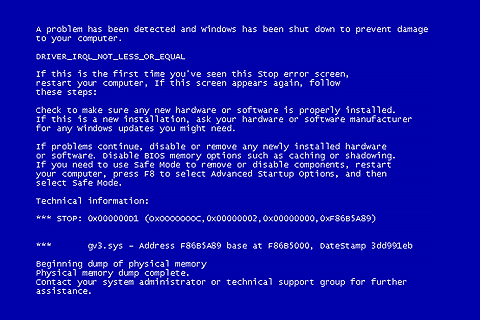 A problem has been detected and windows has been shut down to prevent damage
to your computer.
DRIVER_IRQL_NOT_LESS_OR_EQUAL
If this is the first time you've seen this Stop error screen,
restart your computer, If this screen appears again, follow
these steps:
Check to make sure any new hardware or software is properly installed.
If this is a new installation, ask your hardware or software manufacturer
for any windows updates you might need.
If problems continue, disable or remove any newly installed hardware
or software. Disable BIOS memory options such as caching or shadowing.
If you need to use Safe Mode to remove or disable components, restart
your computer, press F8 to select Advanced Startup Options, and then
select Safe Mode.
Technical information:
*** STOP: 0x000000D1 (0x0000000C,0x00000002,0x00000000,0xF86B5A89)
*** gv3.sys - Address F86B5A89 base at F86B5000, DateStamp 3dd991eb
Beginning dump of physical memory
Physical memory dump complete.
Contact your system administrator or technical support group for further
assistance.